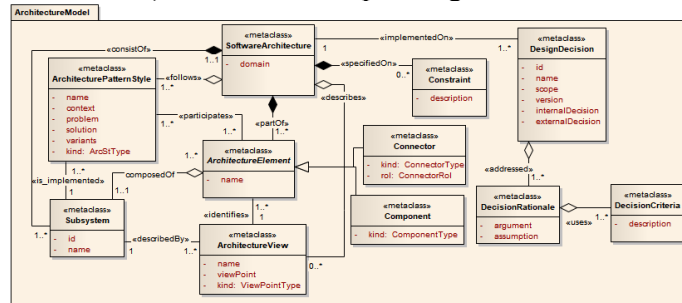 ArchitectureModel
«consistOf»
1..1
«metaclass»
SoftwareArchitecture
- domain
1
«implementedOn»
1..*
«metaclass»
DesignDecision
- id
- name
- scope
- version
- internalDecision
- externalDecision
«specifiedOn»
0..*
«metaclass»
Constraint
- description
«describes»
«metaclass»
ArchitecturePatternStyle
- name
- context
- problem
- solution
- variants
- kind: ArcStType
«follows»
1..*
«participates»
1..*
1..*
«partOf»
1..*
«metaclass»
ArchitectureElement
- name
«metaclass»
Connector
- kind: ConnectorType
- rol: ConnectorRol
«metaclass»
Component
- kind: ComponentType
«addressed»
1..*
«metaclass»
DecisionRationale
- argument
- assumption
«uses»
1..*
«metaclass»
DecisionCriteria
- description
1..*
«is_implemented»
1
composedOf
1..1
1..*
«identifies»
1
«metaclass»
Subsystem
- id
- name
1..*
«describedBy»
1
1..*
«metaclass»
ArchitectureView
- name
- viewPoint
- kind: ViewPointType
0..*